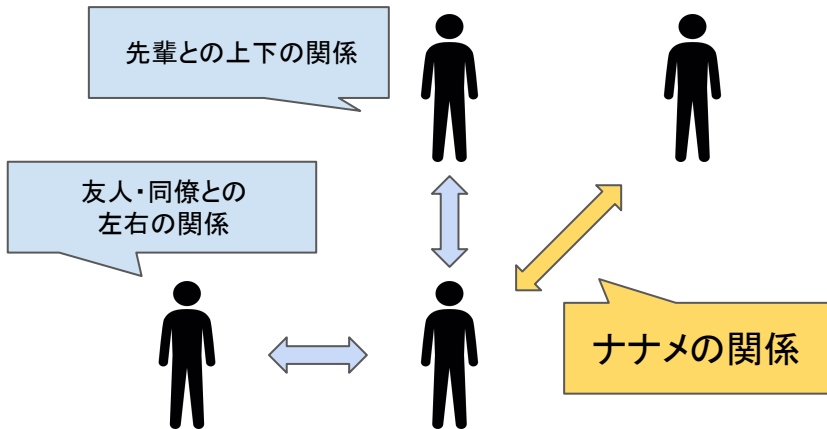 先輩との上下の関係
友人・同僚との
左右の関係
ナナメの関係